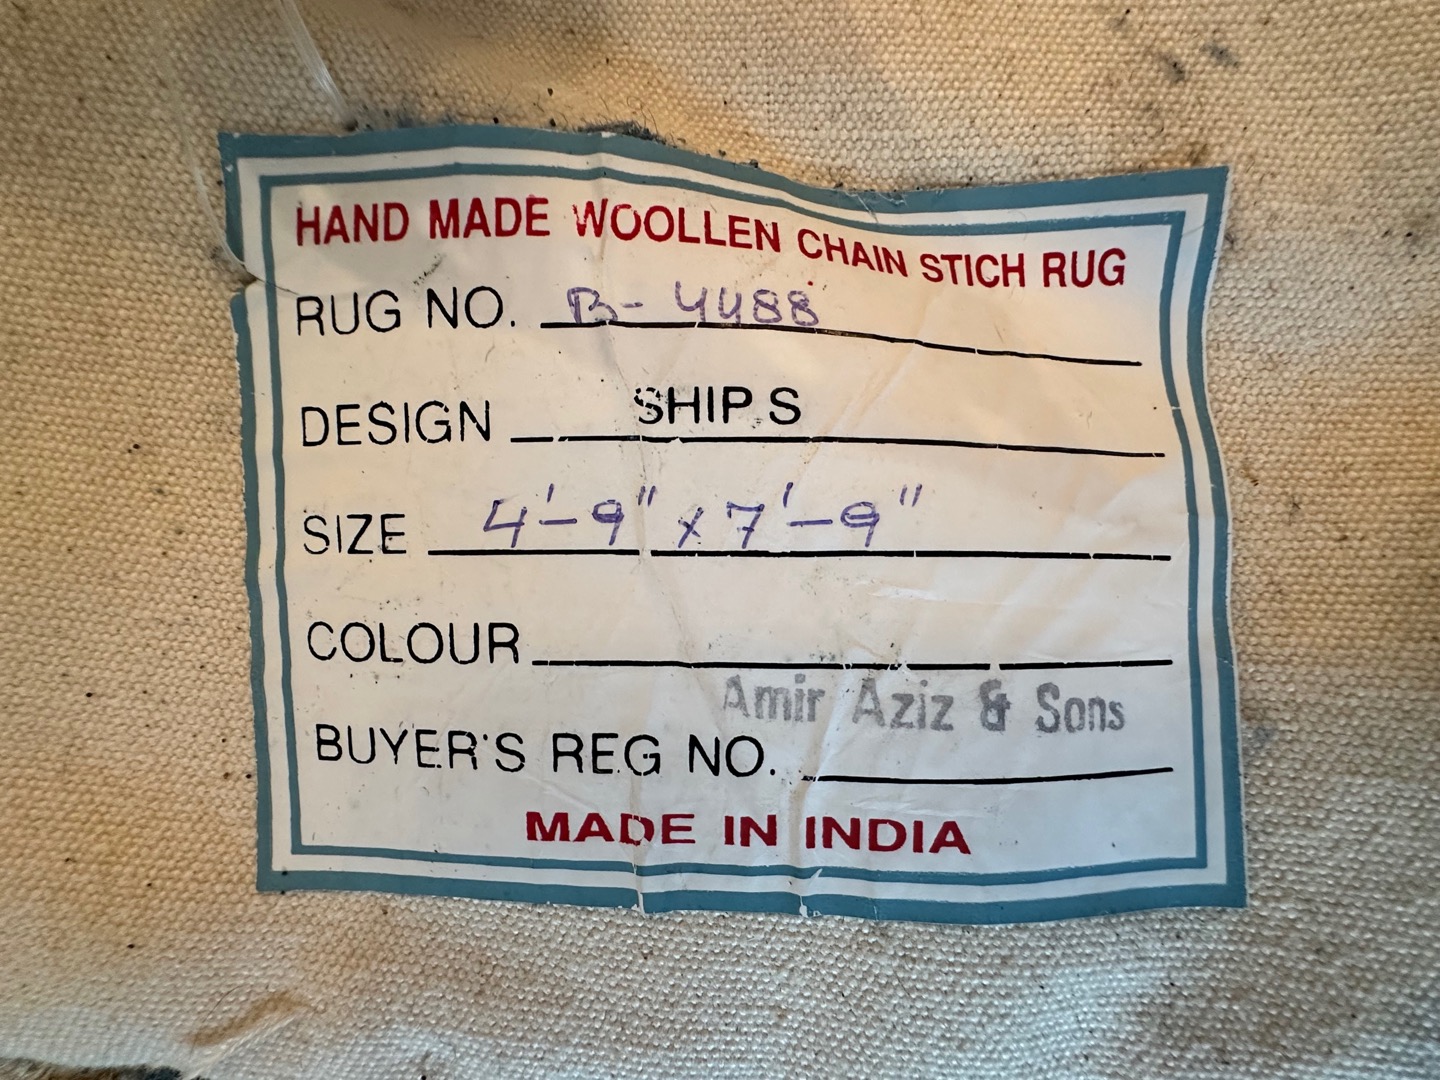 HAND MADE WOOLLEN CHAIN STICH RUG
RUG NO. B-4488
DESIGN SHIPS
SIZE 4'-9" x 7'-9"
COLOUR
Amir Aziz & Sons
BUYER'S REG NO.
MADE IN INDIA